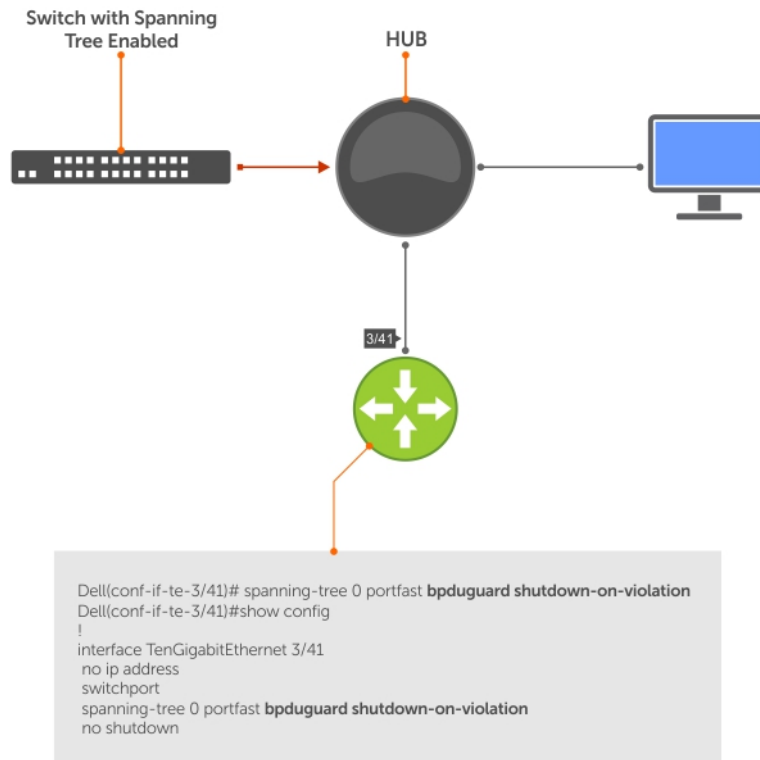 Switch with Spanning
Tree Enabled
HUB
3/41
Dell(conf-if-te-3/41)# spanning-tree 0 portfast bpduguard shutdown-on-violation
Dell(conf-if-te-3/41)#show config
!
interface TenGigabitEthernet 3/41
no ip address
switchport
spanning-tree 0 portfast bpduguard shutdown-on-violation
no shutdown